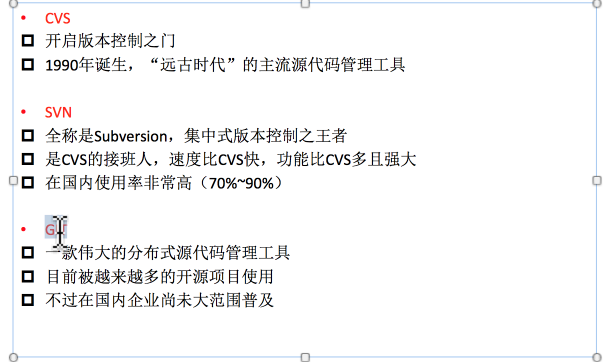 • CVS
❑ 开启版本控制之门
❑ 1990年诞生，“远古时代”的主流源代码管理工具
• SVN
❑ 全称是Subversion，集中式版本控制之王者
❑ 是CVS的接班人，速度比CVS快，功能比CVS多且强大
❑ 在国内使用率非常高（70%~90%）
• GIT
❑ 一款伟大的分布式源代码管理工具
❑ 目前被越来越多的开源项目使用
❑ 不过在国内企业尚未大范围普及